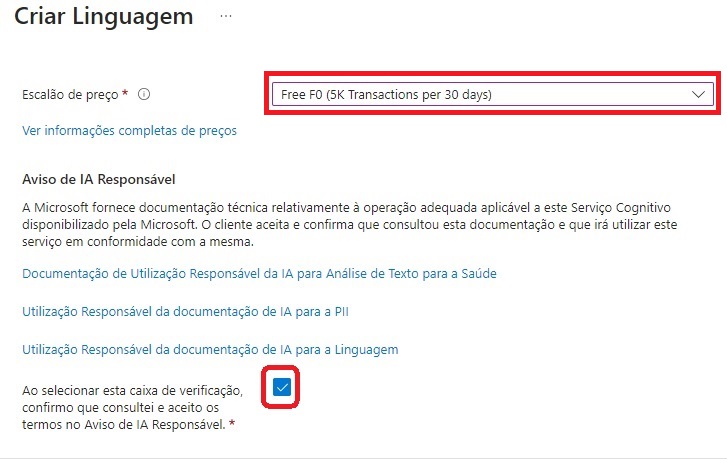 Criar Linguagem ...
Escalão de preço *
Free F0 (5K Transactions per 30 days)
Ver informações completas de preços
Aviso de IA Responsável
A Microsoft fornece documentação técnica relativamente à operação adequada aplicável a este Serviço Cognitivo
disponibilizado pela Microsoft. O cliente aceita e confirma que consultou esta documentação e que irá utilizar este
serviço em conformidade com a mesma.
Documentação de Utilização Responsável da IA para Análise de Texto para a Saúde
Utilização Responsável da documentação de IA para a PII
Utilização Responsável da documentação de IA para a Linguagem
Ao selecionar esta caixa de verificação,
confirmo que consultei e aceito os
termos no Aviso de IA Responsável. *